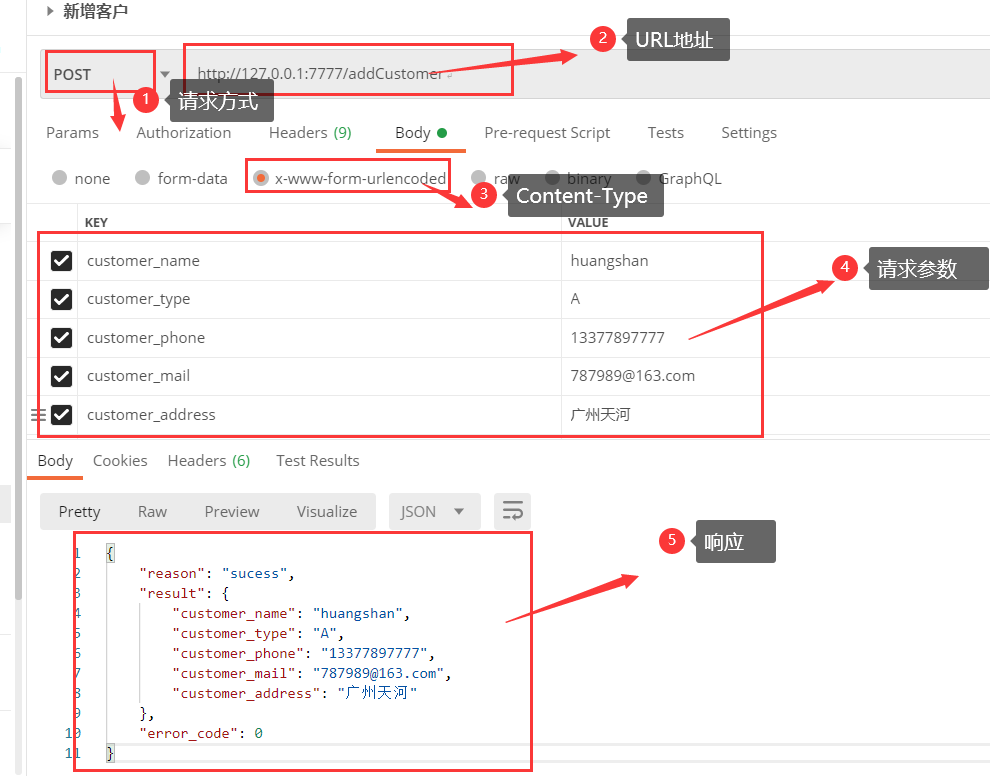 新增客户
2 URL地址
POST http://127.0.0.1:7777/addCustomer
1 请求方式
Params Authorization Headers (9) Body Pre-request Script Tests Settings
none form-data x-www-form-urlencoded raw binary GraphQL
3 Content-Type
KEY VALUE
customer_name huangshan
4 请求参数
customer_type A
customer_phone 13377897777
customer_mail 787989@163.com
customer_address 广州天河
Body Cookies Headers (6) Test Results
Pretty Raw Preview Visualize JSON
5 响应
1 {
2 "reason": "sucess",
3 "result": {
4 "customer_name": "huangshan",
5 "customer_type": "A",
6 "customer_phone": "13377897777",
7 "customer_mail": "787989@163.com",
8 "customer_address": "广州天河"
9 },
10 "error_code": 0
11 }